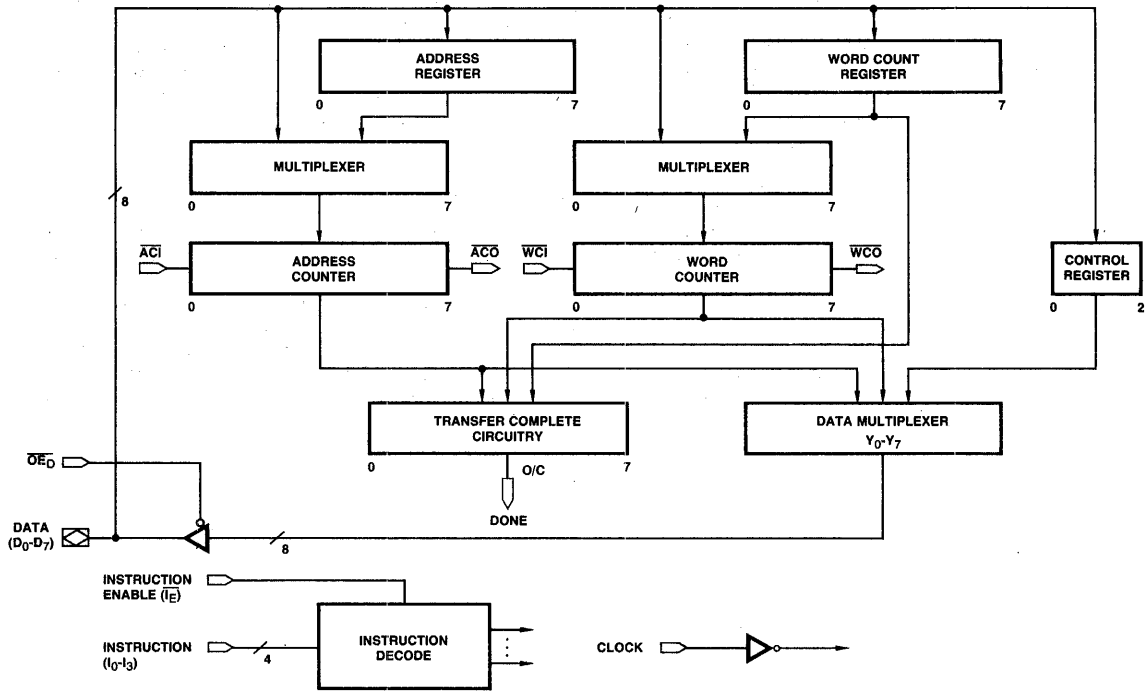 ADDRESS
REGISTER
0 7
WORD COUNT
REGISTER
0 7
MULTIPLEXER
0 7
MULTIPLEXER
0 7
8
ACI
ADDRESS
COUNTER
ACO
0 7
WCI
WORD
COUNTER
WCO
0 7
CONTROL
REGISTER
0 2
TRANSFER COMPLETE
CIRCUITRY
0 7
O/C
DONE
DATA MULTIPLEXER
Y0-Y7
OED
DATA
(D0-D7)
8
INSTRUCTION
ENABLE (IE)
INSTRUCTION
(I0-I3)
4
INSTRUCTION
DECODE
CLOCK